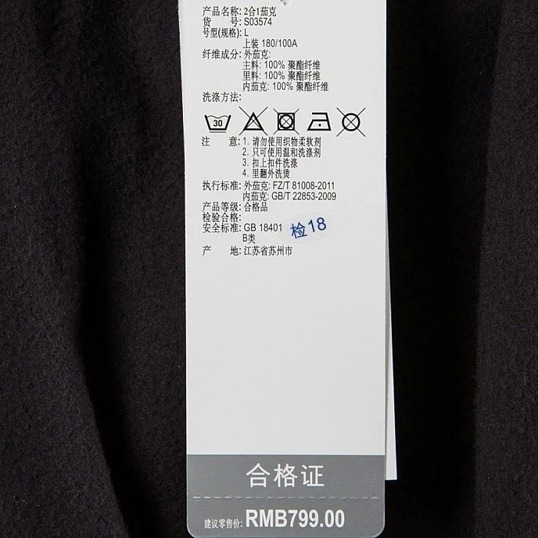 产品名称: 2合1茄克
货 号: S03574
号型(规格): L
上装 180/100A
纤维成分: 外茄克:
主料: 100% 聚酯纤维
里料: 100% 聚酯纤维
内茄克: 100% 聚酯纤维
洗涤方法:
30
注 意: 1. 请勿使用织物柔软剂
2. 只可使用温和洗涤剂
3. 扣上扣件洗涤
4. 里翻外洗烫
执行标准: 外茄克: FZ/T 81008-2011
内茄克: GB/T 22853-2009
产品等级: 合格品
检验合格:
检18
安全标准: GB 18401
B类
产 地: 江苏省苏州市
合格证
建议零售价: RMB799.00